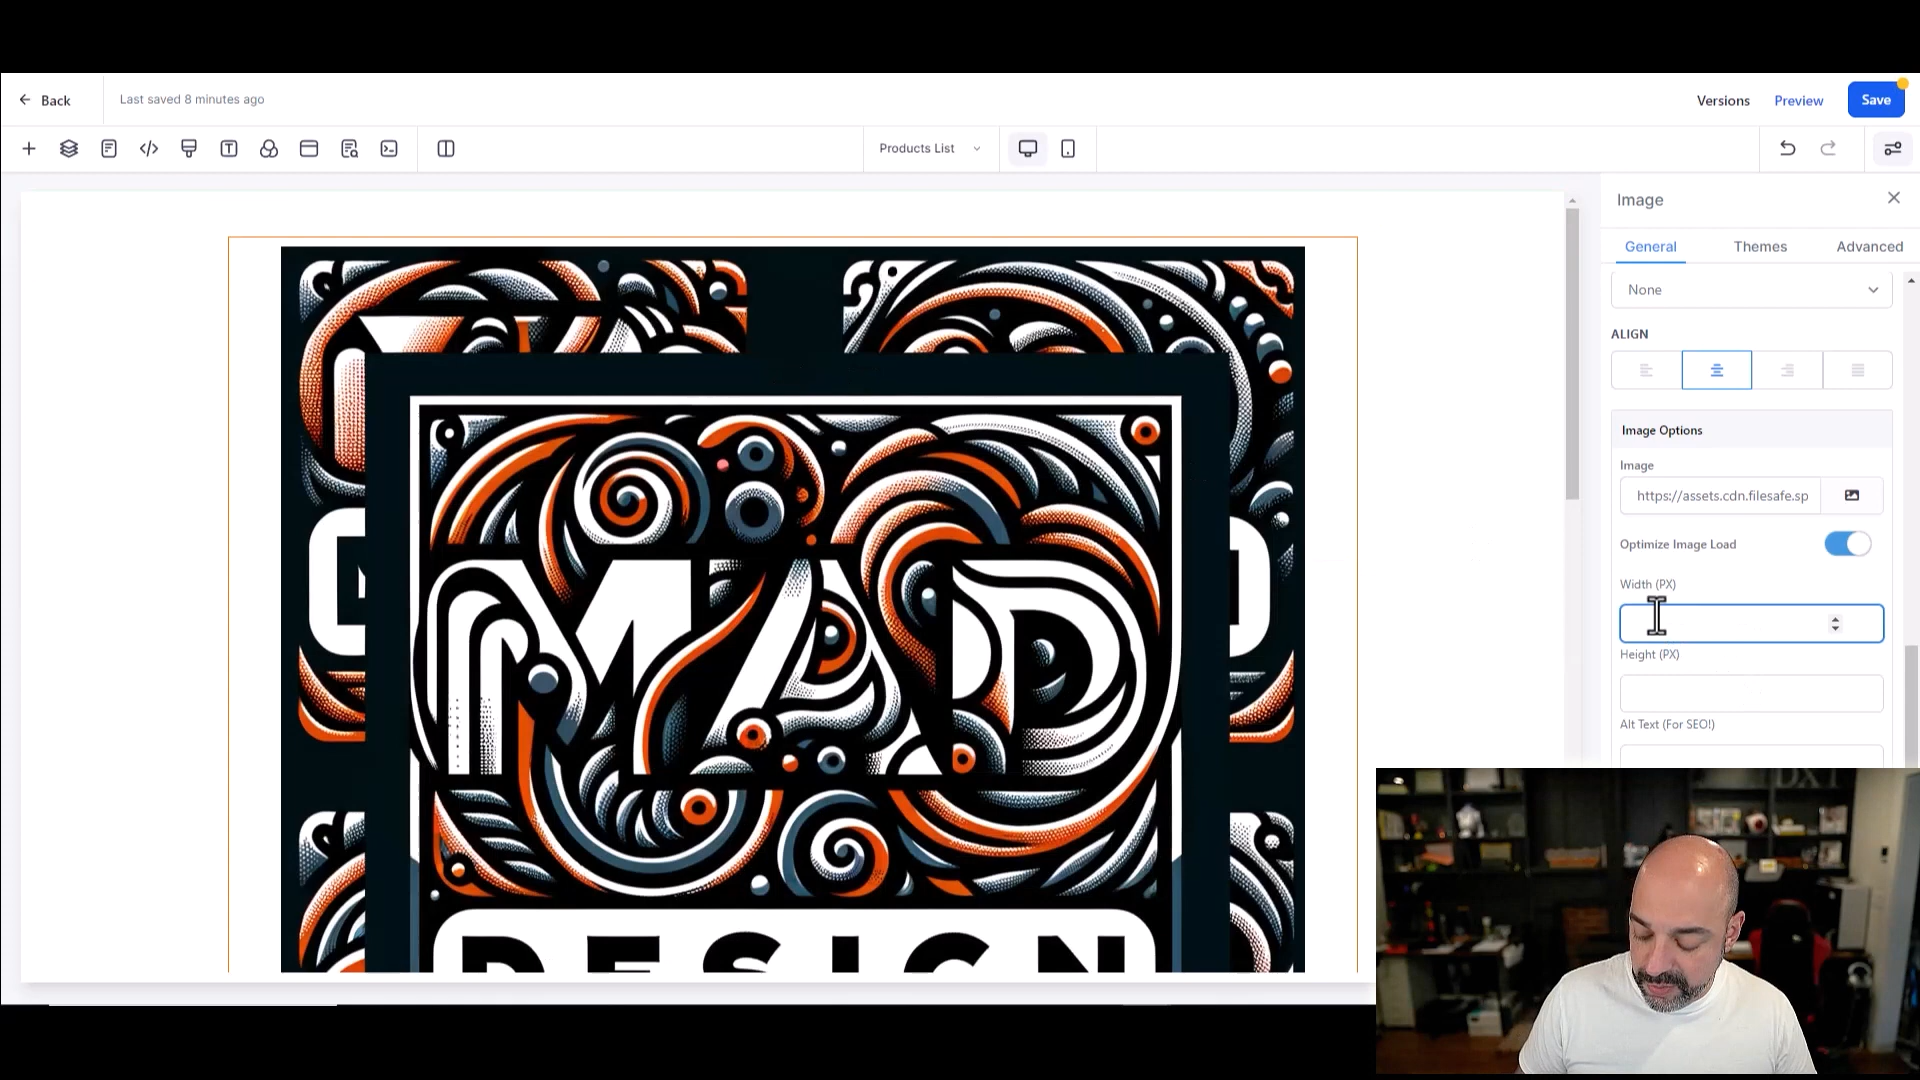 Back
Last saved 8 minutes ago
Versions
Preview
Save
Products List
Image
General
Themes
Advanced
None
ALIGN
Image Options
Image
https://assets.cdn.filesafe.sp
Optimize Image Load
Width (PX)
Height (PX)
Alt Text (For SEO!)
MAD
DESIGN